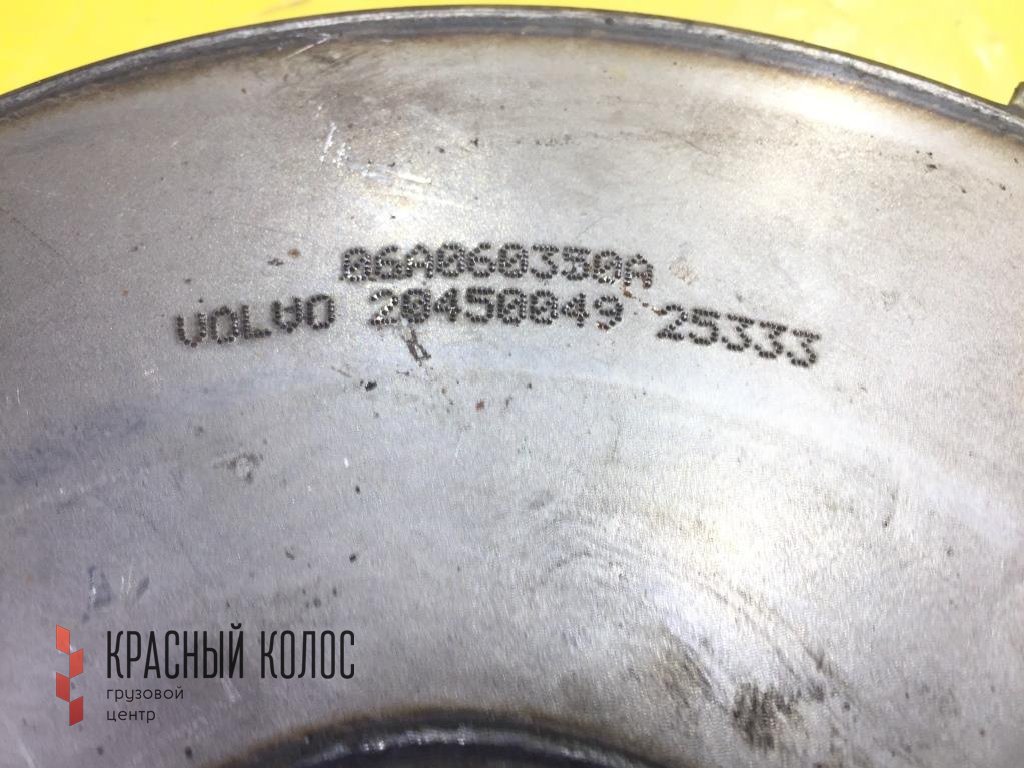 06A060350A
VOLVO 20450049 25333
КРАСНЫЙ КОЛОС
грузовой
центр